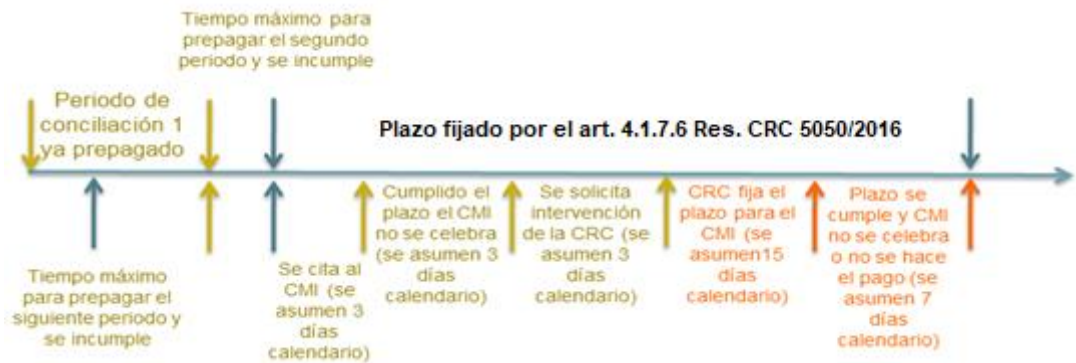 Tiempo máximo para
prepagar el segundo
periodo y se incumple
Periodo de
conciliación 1
ya prepagado
Plazo fijado por el art. 4.1.7.6 Res. CRC 5050/2016
Tiempo máximo
para prepagar el
siguiente periodo y
se incumple
Se cita al
CMI (se
asumen 3
días
calendario)
Cumplido el
plazo el CMI
no se celebra
(se asumen 3
días
calendario)
Se solicita
intervención
de la CRC (se
asumen 3
días
calendario)
CRC fija el
plazo para el
CMI (se
asumen15
días
calendario)
Plazo se
cumple y CMI
no se celebra
o no se hace
el pago (se
asumen 7
días
calendario)